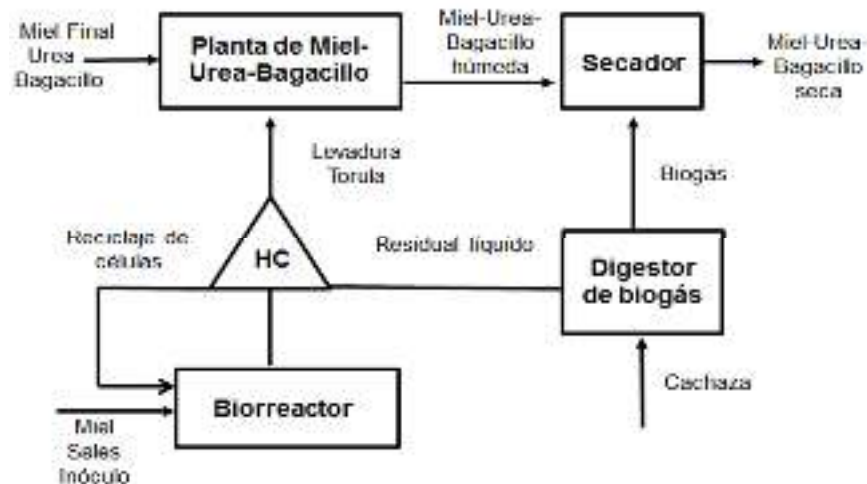 Miel Final
Urea
Bagacillo
Planta de Miel-
Urea-Bagacillo
Miel-Urea-
Bagacillo
húmeda
Secador
Miel-Urea-
Bagacillo
seca
Levadura
Torula
Biogás
Reciclaje de
células
HC
Residual líquido
Digestor
de biogás
Biorreactor
Cachaza
Miel
Sales
Inóculo